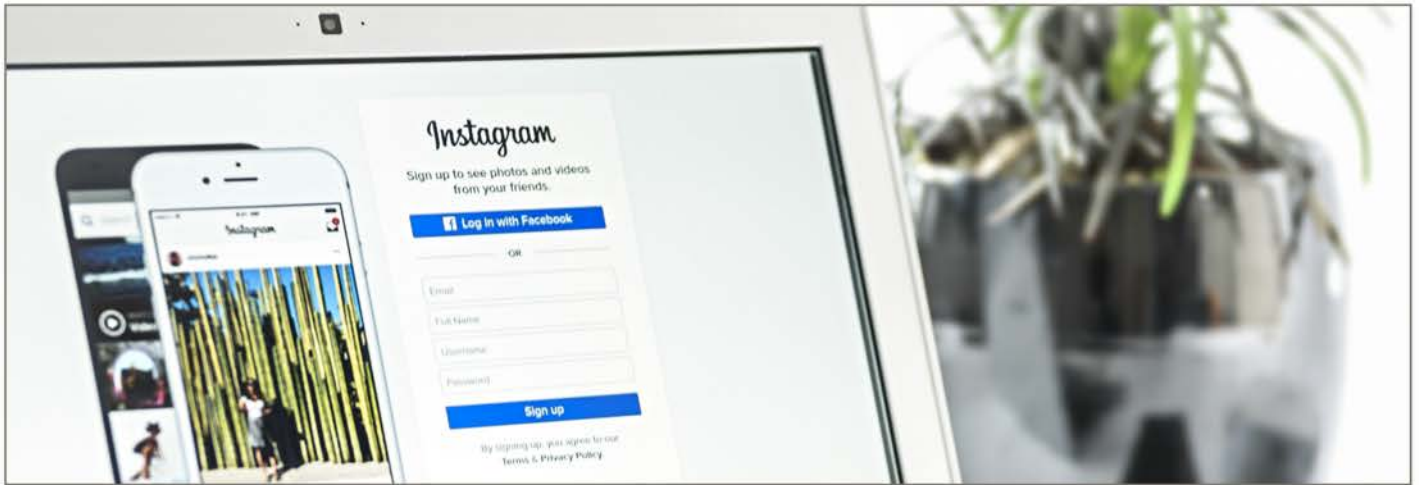 Instagram
Sign up to see photos and videos
from your friends.
Log in with Facebook
OR
Email
Full Name
Username
Password
Sign up
By signing up, you agree to our
Terms & Privacy Policy
Instagram